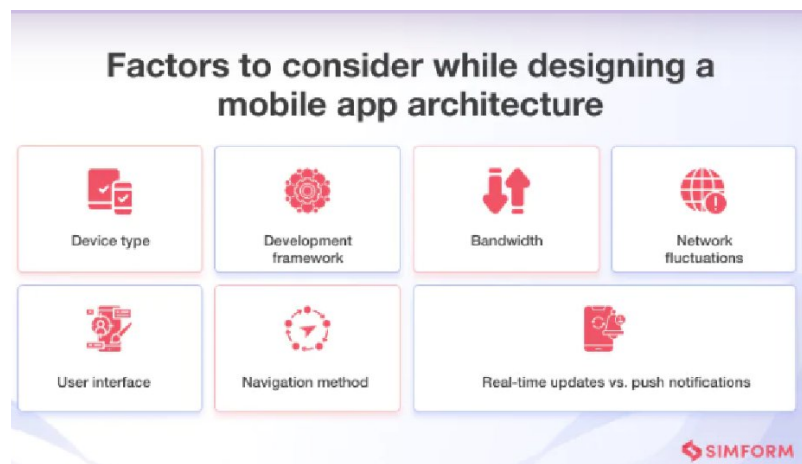 Factors to consider while designing a
mobile app architecture
Device type
Development
framework
Bandwidth
Network
fluctuations
User interface
Navigation method
Real-time updates vs. push notifications
SIMFORM